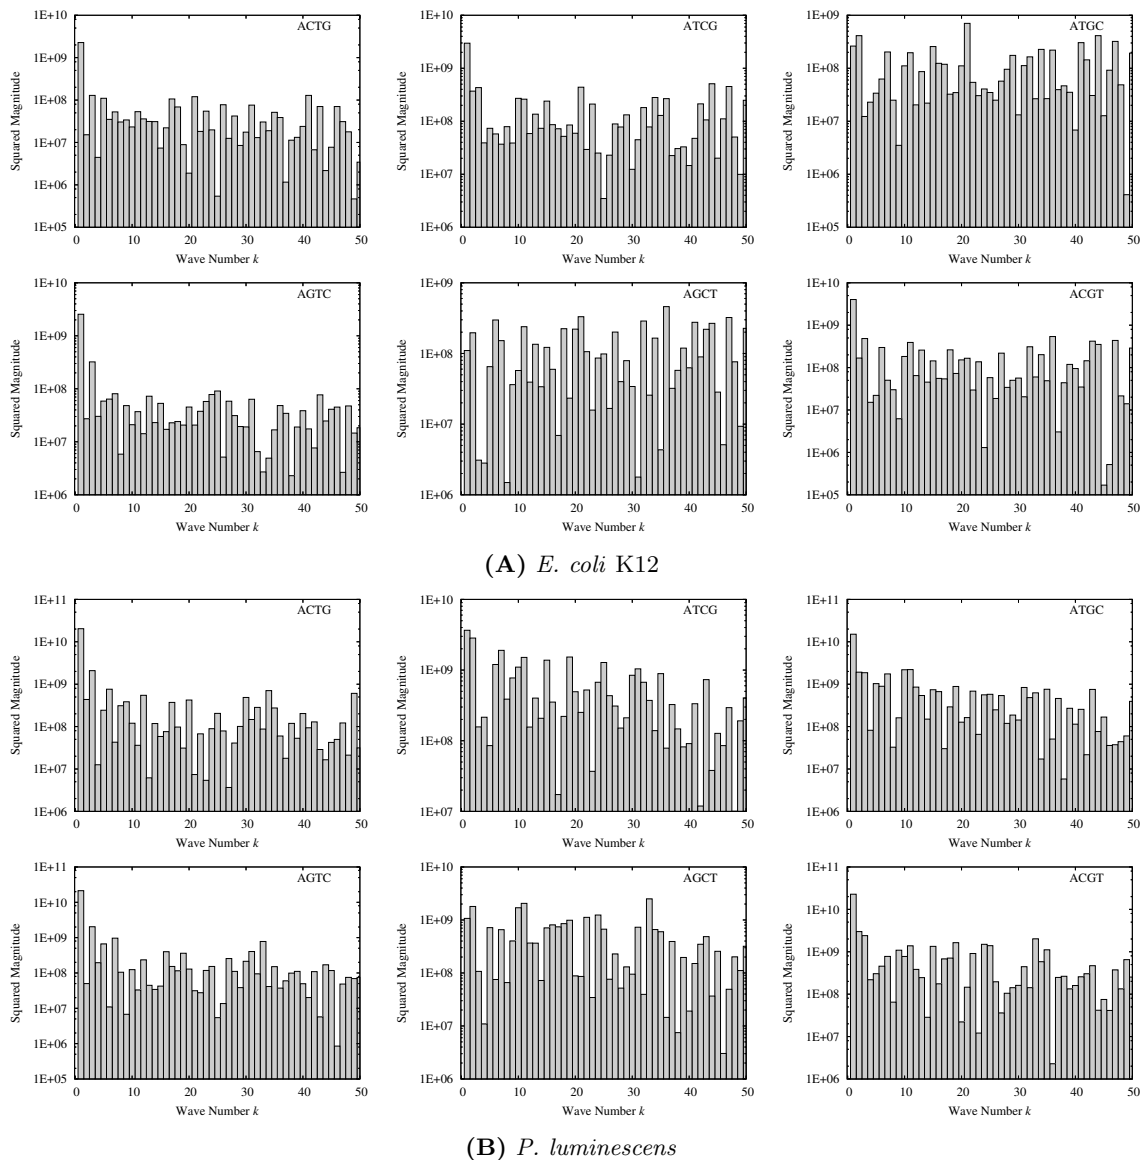 ACTG
1E+10
1E+09
1E+08
1E+07
1E+06
1E+05
Squared Magnitude
0 10 20 30 40 50
Wave Number k
ATCG
1E+10
1E+09
1E+08
1E+07
1E+06
Squared Magnitude
0 10 20 30 40 50
Wave Number k
ATGC
1E+09
1E+08
1E+07
1E+06
1E+05
Squared Magnitude
0 10 20 30 40 50
Wave Number k
AGTC
1E+10
1E+09
1E+08
1E+07
1E+06
Squared Magnitude
0 10 20 30 40 50
Wave Number k
AGCT
1E+09
1E+08
1E+07
1E+06
Squared Magnitude
0 10 20 30 40 50
Wave Number k
ACGT
1E+10
1E+09
1E+08
1E+07
1E+06
1E+05
Squared Magnitude
0 10 20 30 40 50
Wave Number k
(A) E. coli K12
ACTG
1E+11
1E+10
1E+09
1E+08
1E+07
1E+06
Squared Magnitude
0 10 20 30 40 50
Wave Number k
ATCG
1E+10
1E+09
1E+08
1E+07
Squared Magnitude
0 10 20 30 40 50
Wave Number k
ATGC
1E+11
1E+10
1E+09
1E+08
1E+07
1E+06
Squared Magnitude
0 10 20 30 40 50
Wave Number k
AGTC
1E+11
1E+10
1E+09
1E+08
1E+07
1E+06
1E+05
Squared Magnitude
0 10 20 30 40 50
Wave Number k
AGCT
1E+10
1E+09
1E+08
1E+07
1E+06
Squared Magnitude
0 10 20 30 40 50
Wave Number k
ACGT
1E+11
1E+10
1E+09
1E+08
1E+07
1E+06
Squared Magnitude
0 10 20 30 40 50
Wave Number k
(B) P. luminescens